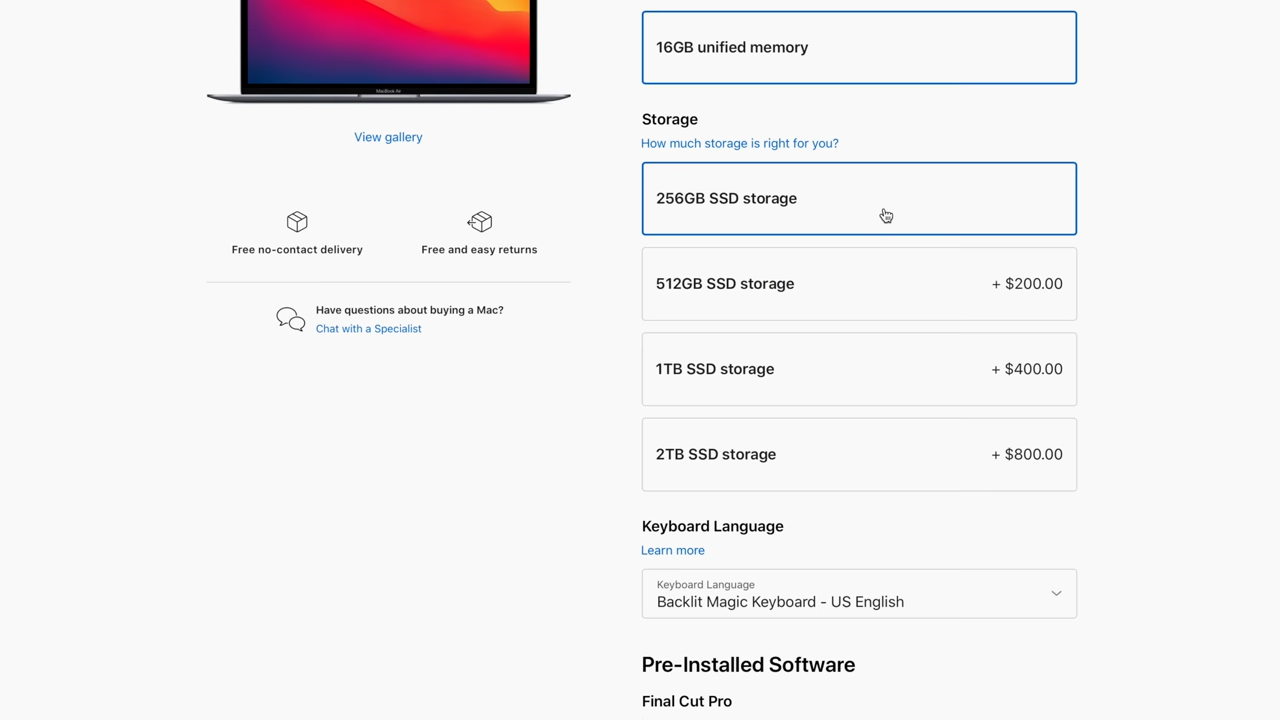 MacBook Air
View gallery
Free no-contact delivery
Free and easy returns
Have questions about buying a Mac?
Chat with a Specialist
16GB unified memory
Storage
How much storage is right for you?
256GB SSD storage
512GB SSD storage + $200.00
1TB SSD storage + $400.00
2TB SSD storage + $800.00
Keyboard Language
Learn more
Keyboard Language
Backlit Magic Keyboard - US English
Pre-Installed Software
Final Cut Pro